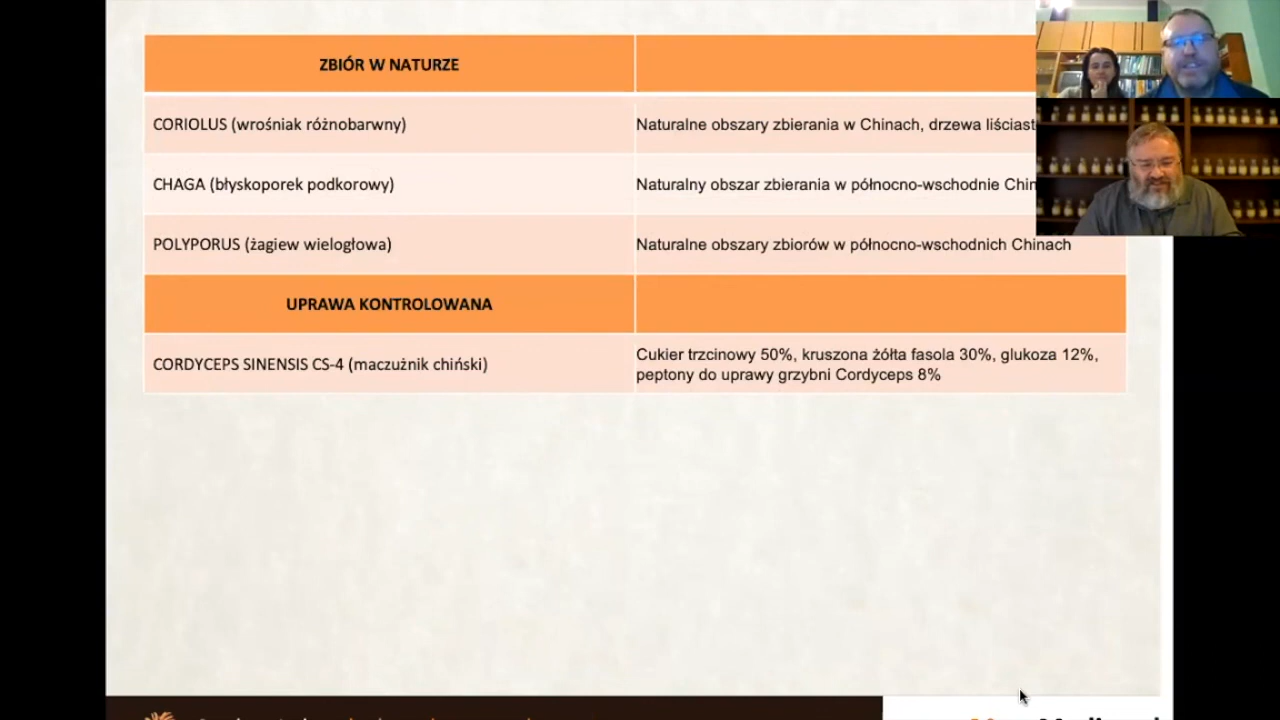 ZBIÓR W NATURZE
CORIOLUS (wrośniak różnobarwny)
Naturalne obszary zbierania w Chinach, drzewa
CHAGA (błyskoporek podkorowy)
Naturalny obszar zbierania w północno-wschodnie
POLYPORUS (żagiew wielogłowa)
Naturalne obszary zbiorów w północno-wschodnich Chinach
UPRAWA KONTROLOWANA
CORDYCEPS SINENSIS CS-4 (maczużnik chiński)
Cukier trzcinowy 50%, kruszona żółta fasola 30%, glukoza 12%,
peptony do uprawy grzybni Cordyceps 8%